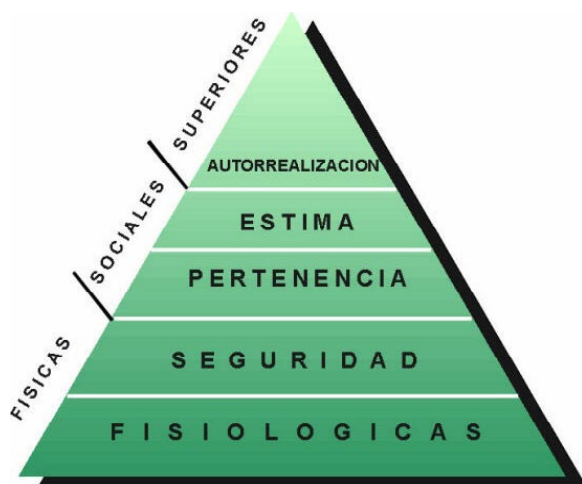 SUPERIORES
AUTORREALIZACION
SOCIALES
ESTIMA
PERTENENCIA
FISICAS
SEGURIDAD
FISIOLOGICAS